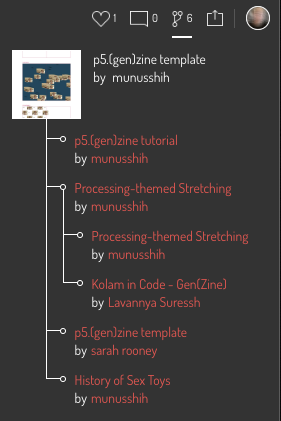 1 0 6
p5.(gen)zine template
by munusshih
p5.(gen)zine tutorial
by munusshih
Processing-themed Stretching
by munusshih
Processing-themed Stretching
by munusshih
Kolam in Code - Gen(Zine)
by Lavannya Suressh
p5.(gen)zine template
by sarah rooney
History of Sex Toys
by munusshih